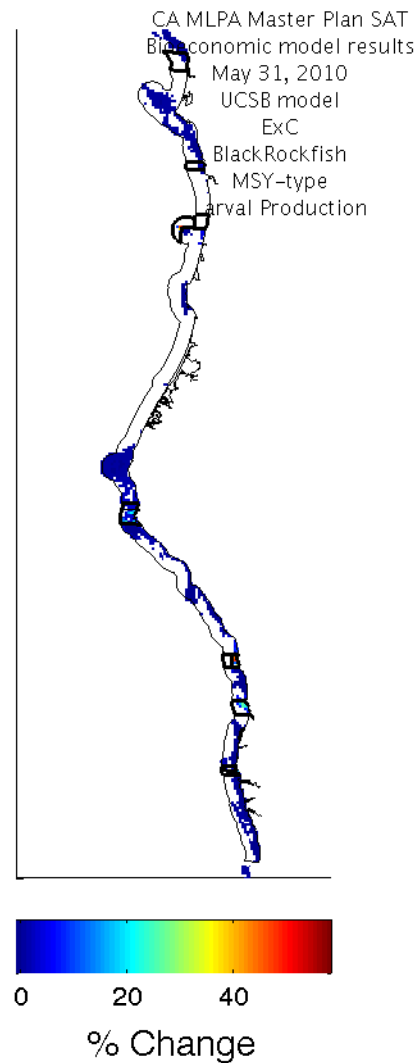 CA MLPA Master Plan SAT
Bioeconomic model results
May 31, 2010
UCSB model
ExC
BlackRockfish
MSY-type
arval Production
0 20 40
% Change